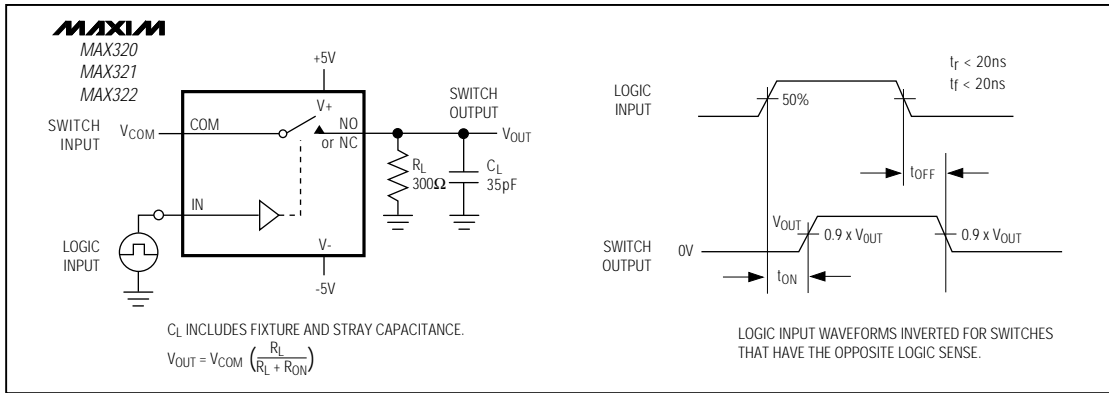 MAXIM
MAX320
MAX321
MAX322
+5V
V+
SWITCH
OUTPUT
SWITCH
INPUT
VCOM
COM
NO
or NC
VOUT
RL
300Ω
CL
35pF
IN
LOGIC
INPUT
V-
-5V
CL INCLUDES FIXTURE AND STRAY CAPACITANCE.
VOUT = VCOM (RL / RL + RON)
tr < 20ns
tf < 20ns
LOGIC
INPUT
50%
tOFF
VOUT
SWITCH
OUTPUT
0V
0.9 x V0UT
0.9 x VOUT
tON
LOGIC INPUT WAVEFORMS INVERTED FOR SWITCHES
THAT HAVE THE OPPOSITE LOGIC SENSE.